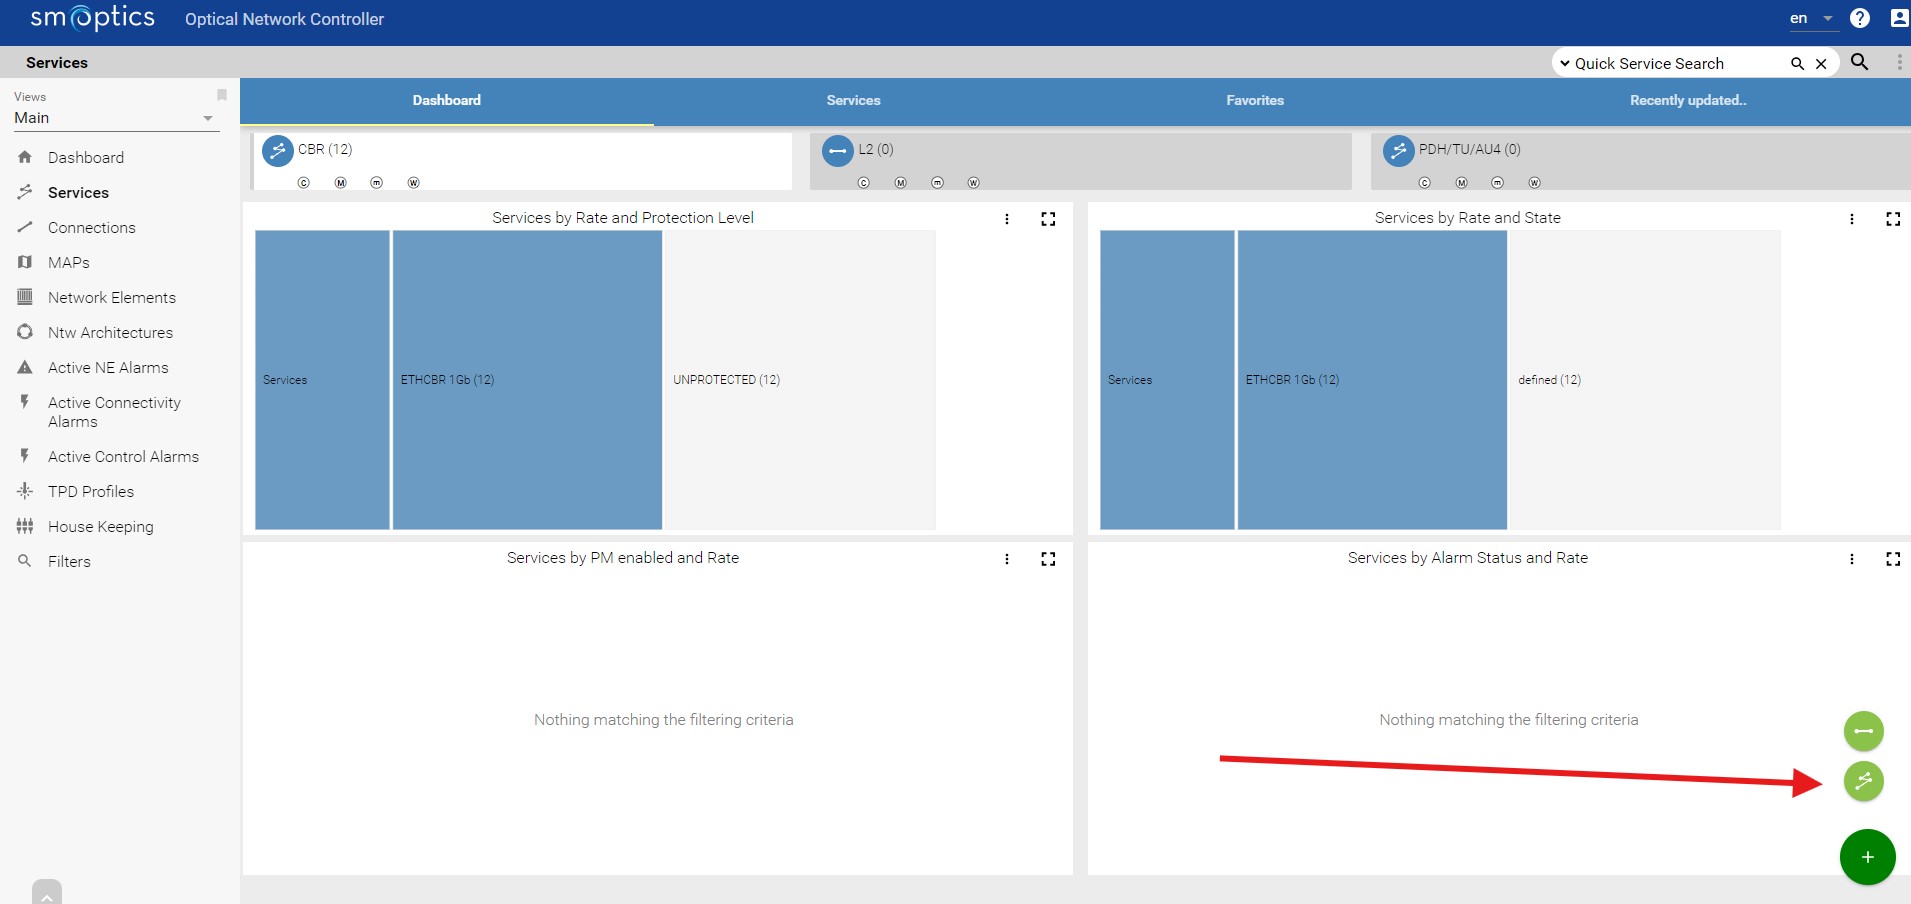 smoptics
Optical Network Controller
en
Services
Quick Service Search
Views
Main
Dashboard
Services
Connections
MAPs
Network Elements
Ntw Architectures
Active NE Alarms
Active Connectivity
Alarms
Active Control Alarms
TPD Profiles
House Keeping
Filters
Dashboard
Services
Favorites
Recently updated..
CBR (12)
C M m W
L2 (0)
C M m W
PDH/TU/AU4 (0)
C M m W
Services by Rate and Protection Level
Services
ETHCBR 1Gb (12)
UNPROTECTED (12)
Services by Rate and State
Services
ETHCBR 1Gb (12)
defined (12)
Services by PM enabled and Rate
Nothing matching the filtering criteria
Services by Alarm Status and Rate
Nothing matching the filtering criteria